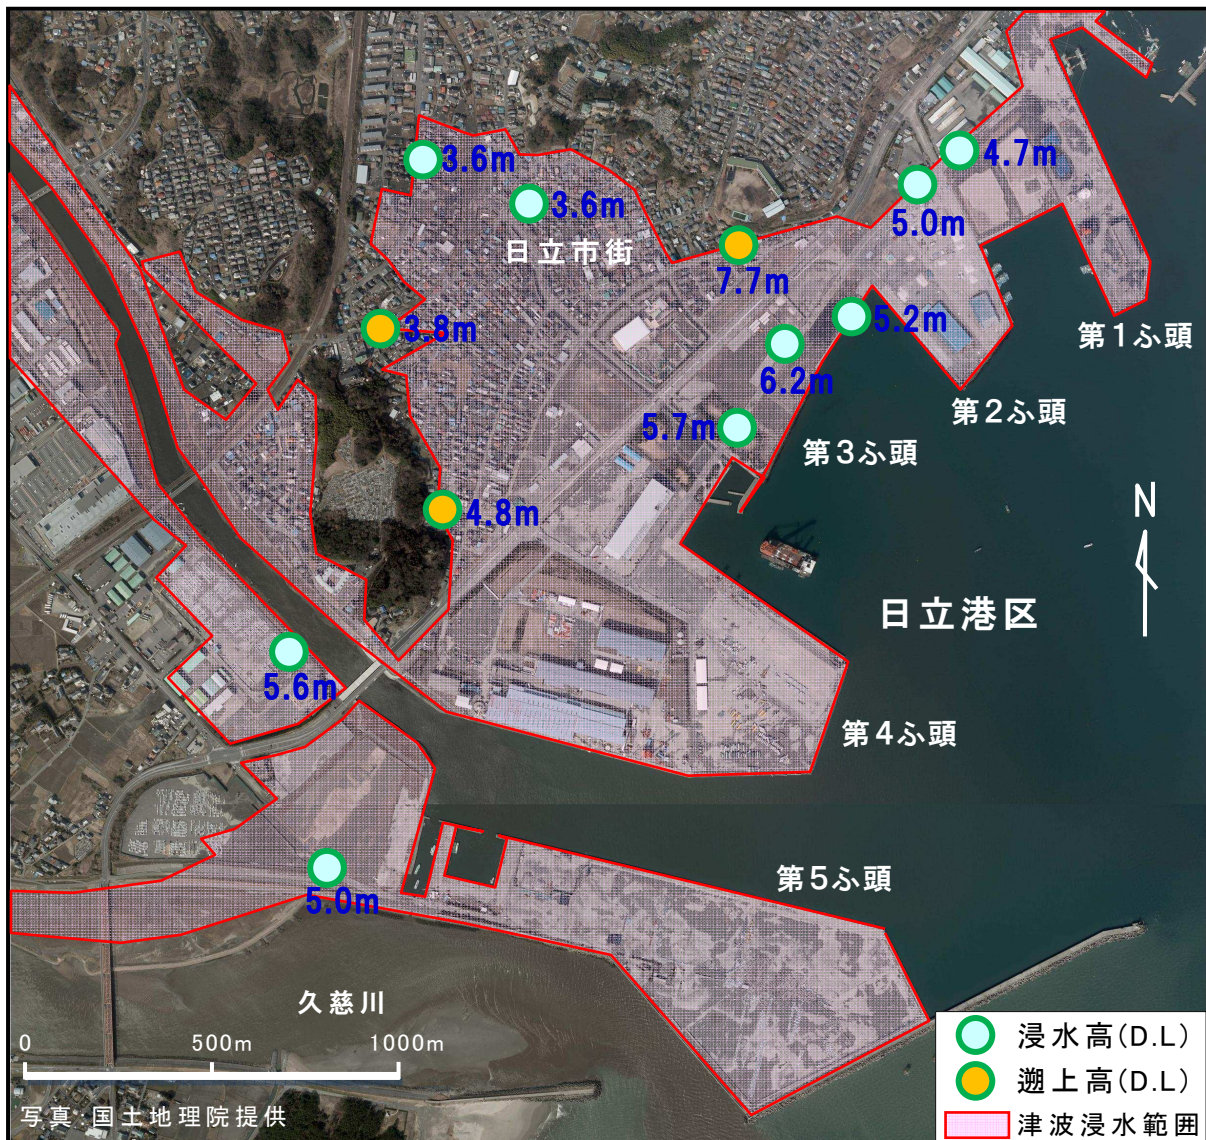 3.6m
4.7m
3.6m
5.0m
日立市街
7.7m
3.8m
5.2m
第1ふ頭
6.2m
第2ふ頭
5.7m
第3ふ頭
4.8m
N
日立港区
5.6m
第4ふ頭
第5ふ頭
5.0m
久慈川
0 500m 1000m
写真:国土地理院提供
浸水高(D.L)
遡上高(D.L)
津波浸水範囲